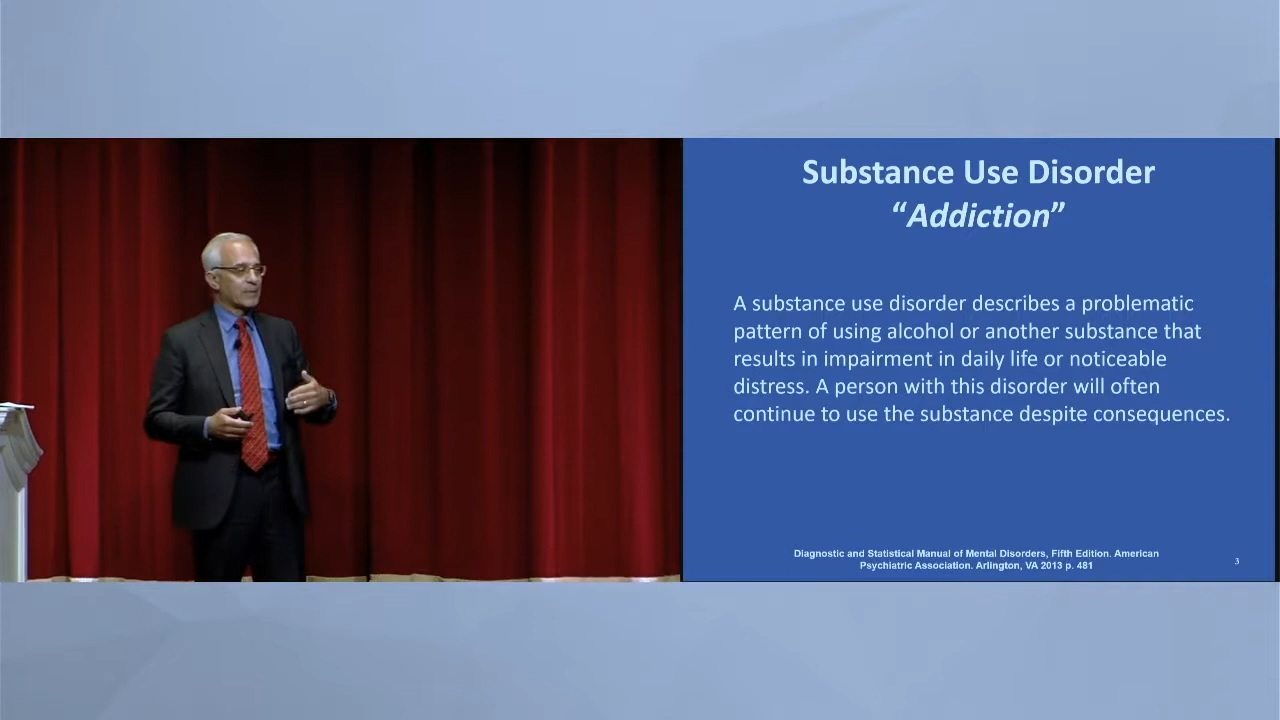 Substance Use Disorder
“Addiction”
A substance use disorder describes a problematic
pattern of using alcohol or another substance that
results in impairment in daily life or noticeable
distress. A person with this disorder will often
continue to use the substance despite consequences.
Diagnostic and Statistical Manual of Mental Disorders, Fifth Edition. American
Psychiatric Association. Arlington, VA 2013 p. 481
3